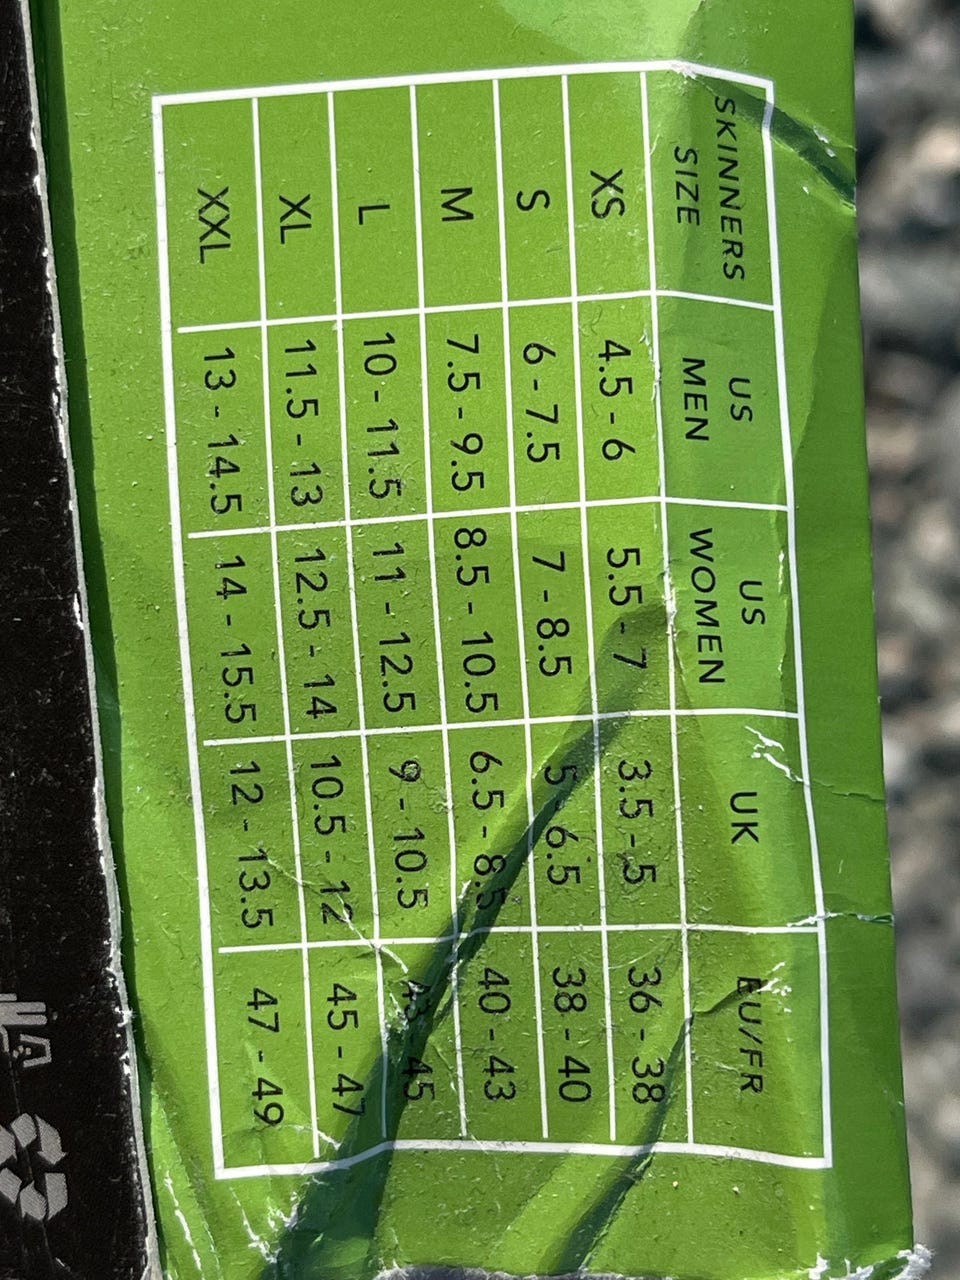 SKINNERS SIZE US MEN US WOMEN UK EU/FR
XS 4.5 - 6 5.5 - 7 3.5 - 5 36 - 38
S 6 - 7.5 7 - 8.5 5 - 6.5 38 - 40
M 7.5 - 9.5 8.5 - 10.5 6.5 - 8.5 40 - 43
L 10 - 11.5 11 - 12.5 9 - 10.5 43 - 45
XL 11.5 - 13 12.5 - 14 10.5 - 12 45 - 47
XXL 13 - 14.5 14 - 15.5 12 - 13.5 47 - 49